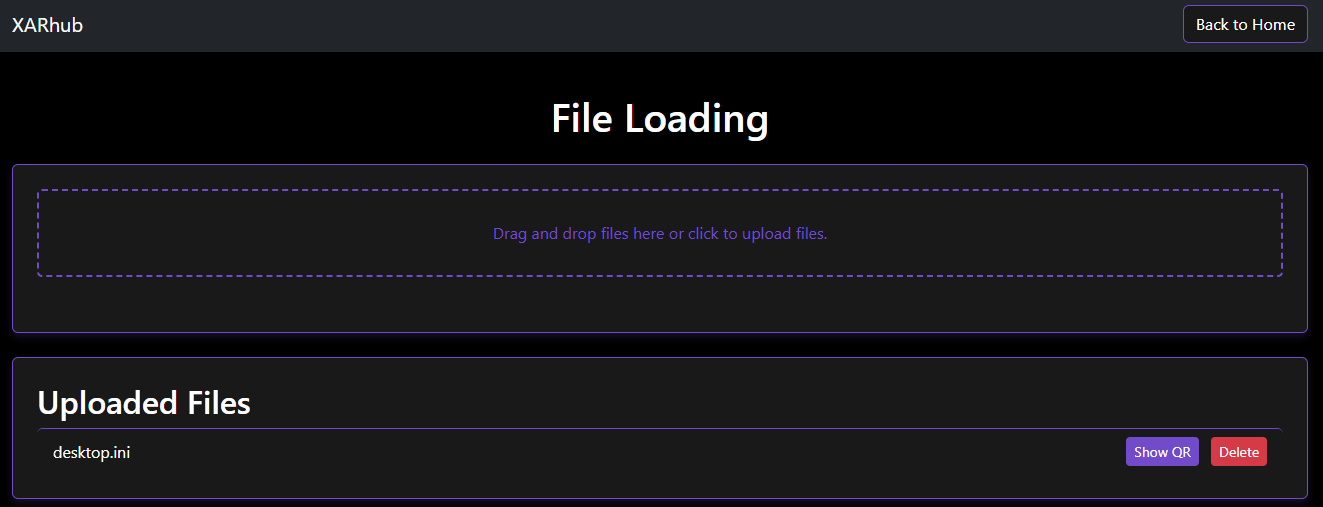 XARhub
Back to Home
File Loading
Drag and drop files here or click to upload files.
Uploaded Files
desktop.ini
Show QR
Delete